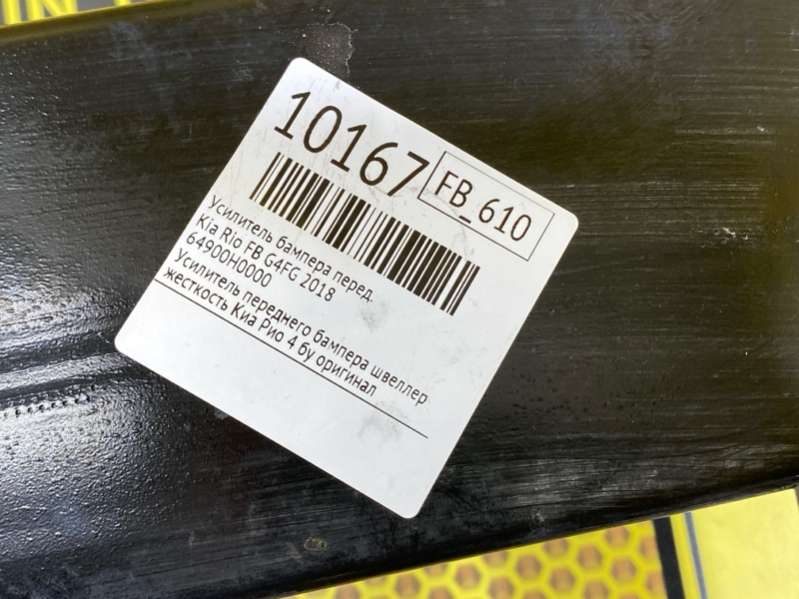 10167
FB_610
Усилитель бампера перед.
Kia Rio FB G4FG 2018
64900H0000
Усилитель переднего бампера швеллер
жесткость Киа Рио 4 бу оригинал